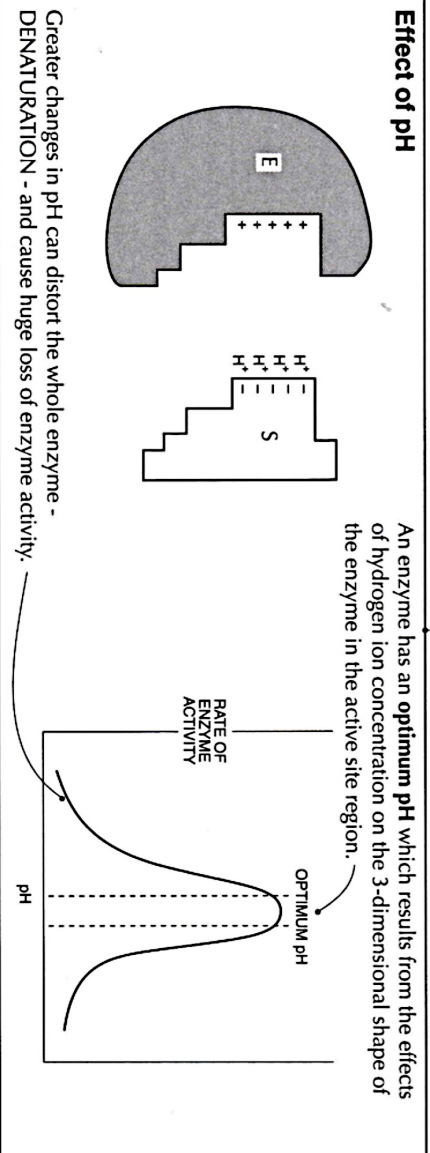 Effect of pH
E
+ + + + +
H⁺ H⁺ H⁺ H⁺
− − − − −
S
Greater changes in pH can distort the whole enzyme -
DENATURATION - and cause huge loss of enzyme activity.
An enzyme has an optimum pH which results from the effects
of hydrogen ion concentration on the 3-dimensional shape of
the enzyme in the active site region.
RATE OF
ENZYME
ACTIVITY
OPTIMUM pH
pH